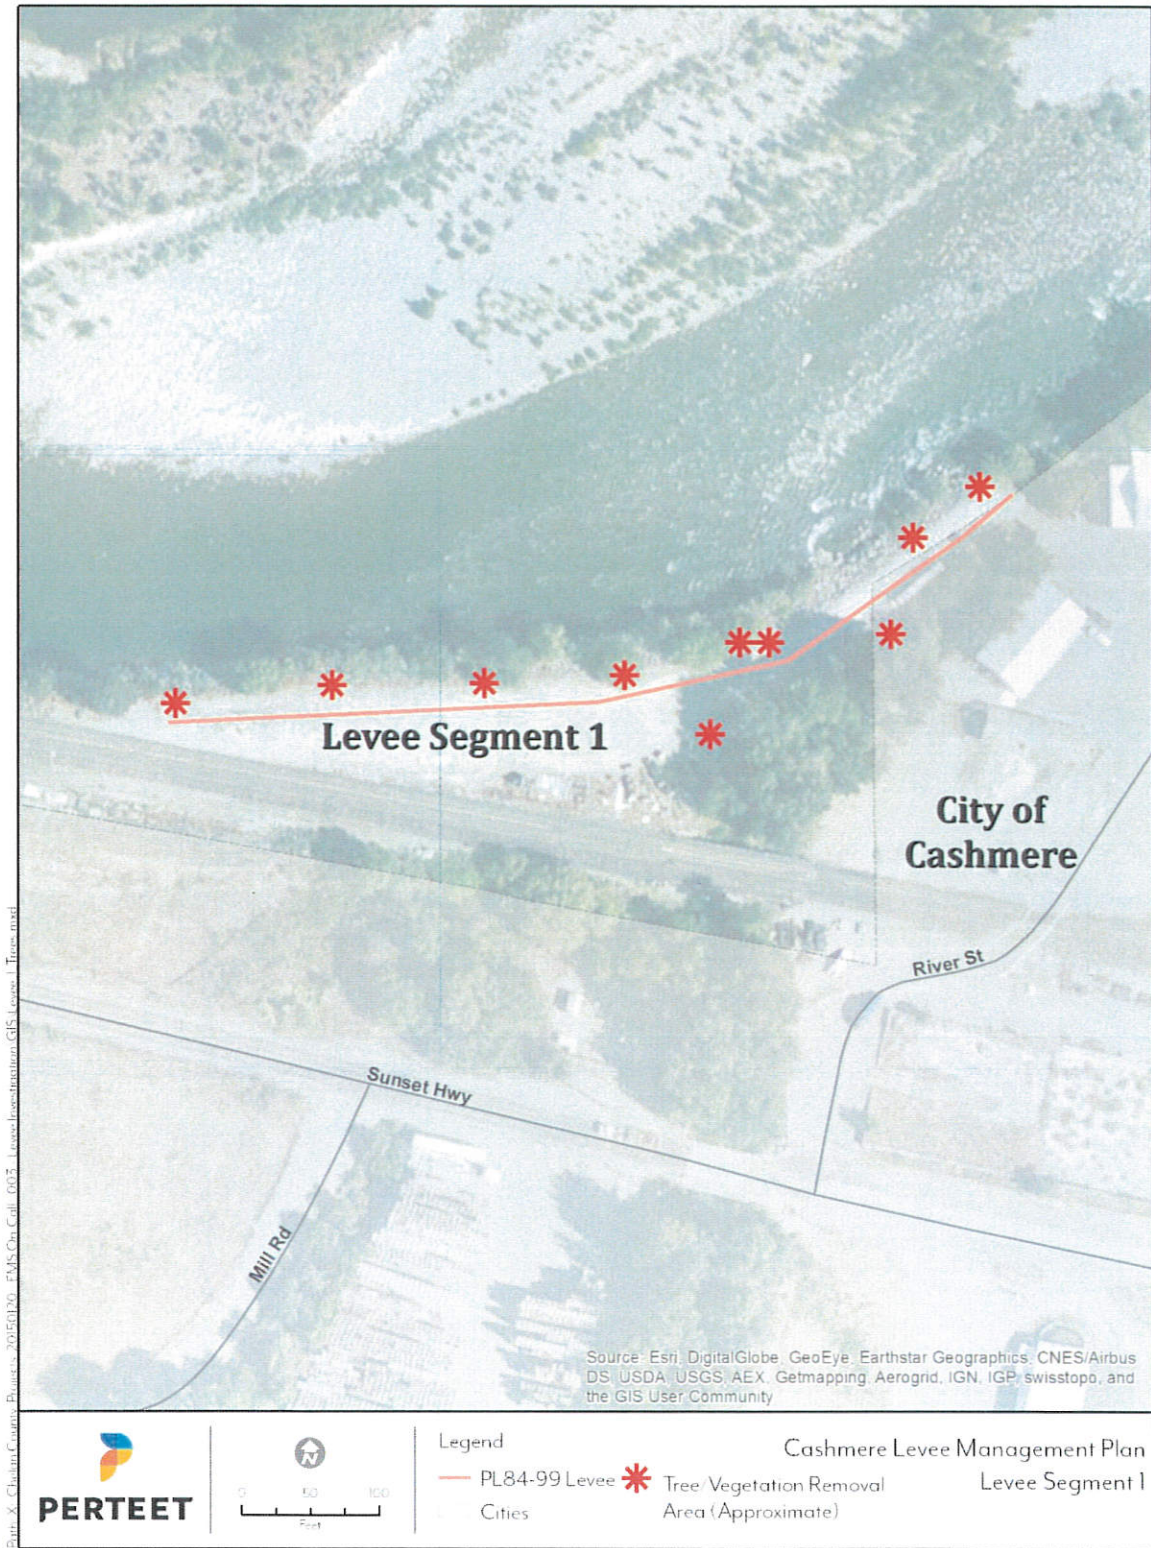 Levee Segment 1
City of
Cashmere
River St
Sunset Hwy
Mill Rd
Source: Esri, DigitalGlobe, GeoEye, Earthstar Geographics, CNES/Airbus
DS, USDA, USGS, AEX, Getmapping, Aerogrid, IGN, IGP, swisstopo, and
the GIS User Community
PERTEET
N
0 50 100
Feet
Legend
PL84-99 Levee
Cities
Tree/Vegetation Removal
Area (Approximate)
Cashmere Levee Management Plan
Levee Segment 1